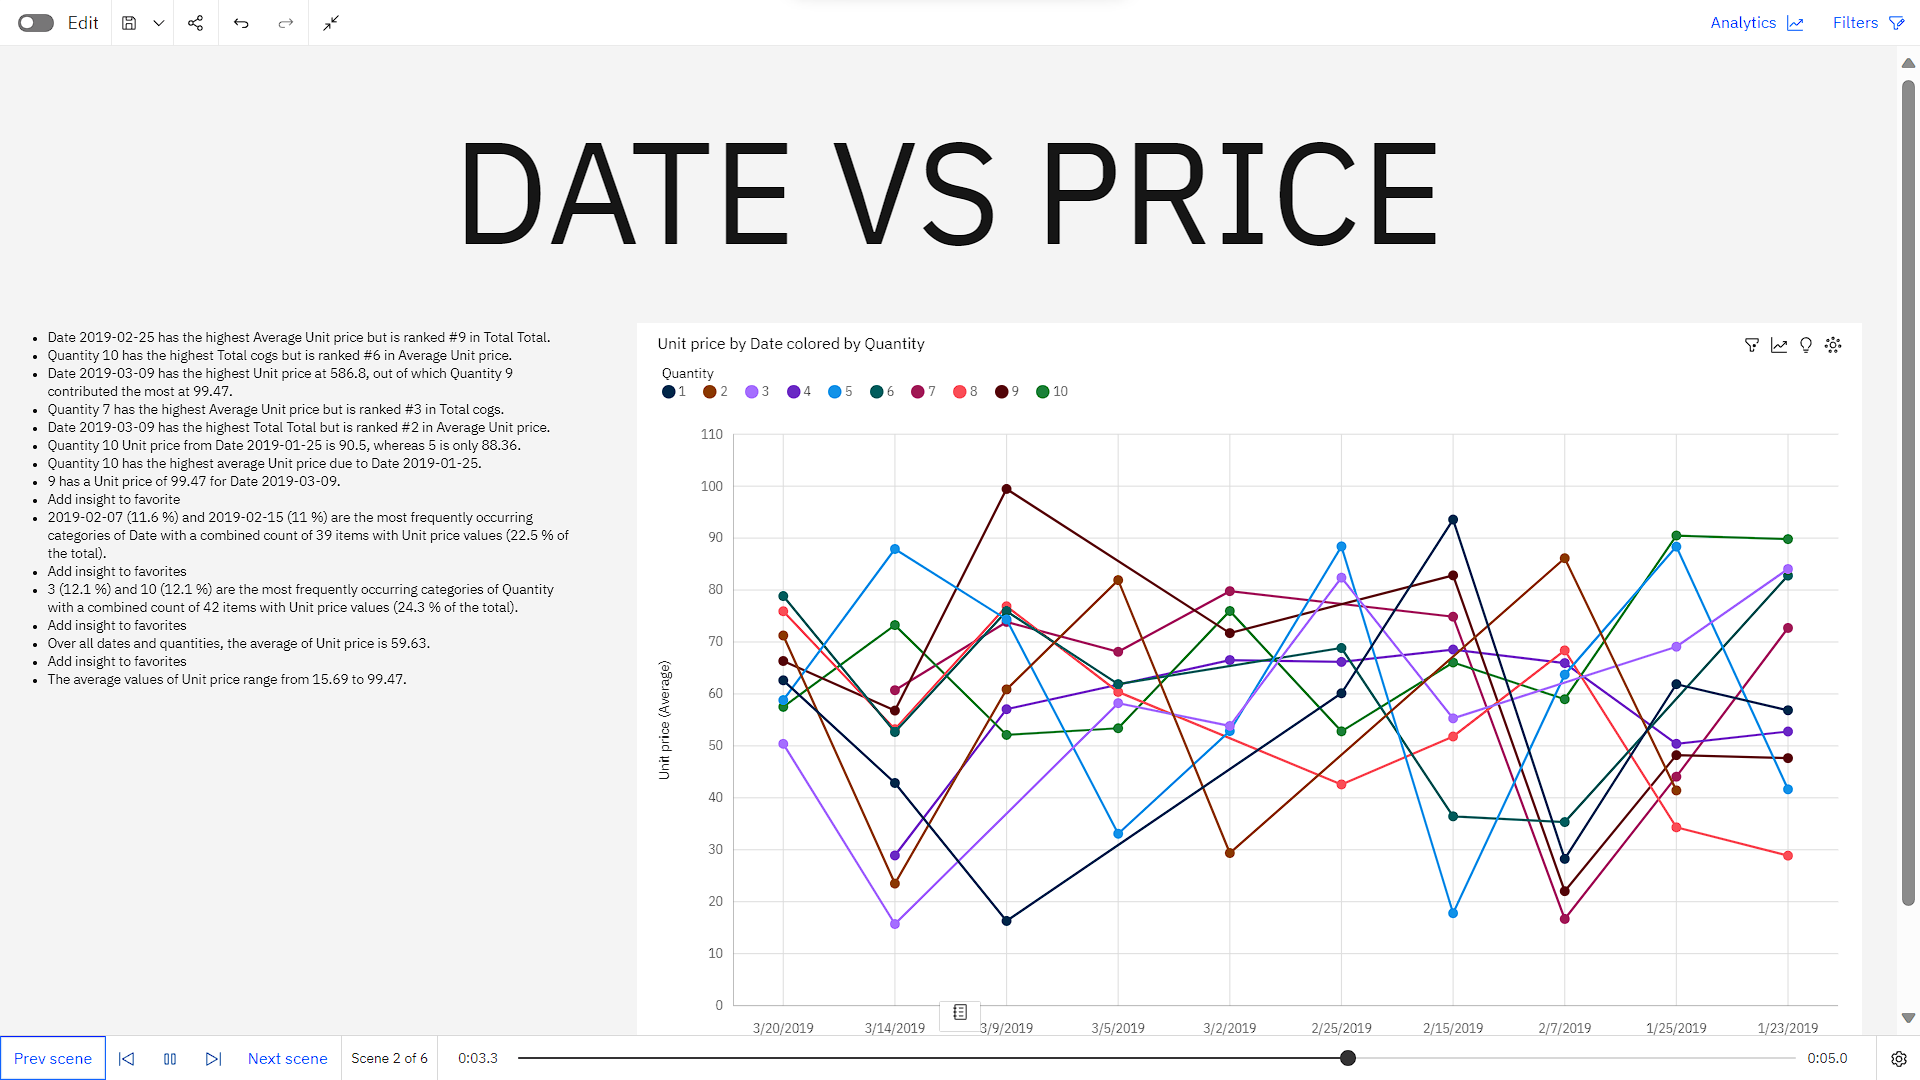 Edit
Analytics
Filters
DATE VS PRICE
Date 2019-02-25 has the highest Average Unit price but is ranked #9 in Total Total.
Quantity 10 has the highest Total cogs but is ranked #6 in Average Unit price.
Date 2019-03-09 has the highest Unit price at 586.8, out of which Quantity 9
contributed the most at 99.47.
Quantity 7 has the highest Average Unit price but is ranked #3 in Total cogs.
Date 2019-03-09 has the highest Total Total but is ranked #2 in Average Unit price.
Quantity 10 Unit price from Date 2019-01-25 is 90.5, whereas 5 is only 88.36.
Quantity 10 has the highest average Unit price due to Date 2019-01-25.
9 has a Unit price of 99.47 for Date 2019-03-09.
Add insight to favorite
2019-02-07 (11.6 %) and 2019-02-15 (11 %) are the most frequently occurring
categories of Date with a combined count of 39 items with Unit price values (22.5 % of
the total).
Add insight to favorites
3 (12.1 %) and 10 (12.1 %) are the most frequently occurring categories of Quantity
with a combined count of 42 items with Unit price values (24.3 % of the total).
Add insight to favorites
Over all dates and quantities, the average of Unit price is 59.63.
Add insight to favorites
The average values of Unit price range from 15.69 to 99.47.
Unit price by Date colored by Quantity
Quantity
1 2 3 4 5 6 7 8 9 10
Unit price (Average)
110
100
90
80
70
60
50
40
30
20
10
0
3/20/2019 3/14/2019 3/9/2019 3/5/2019 3/2/2019 2/25/2019 2/15/2019 2/7/2019 1/25/2019 1/23/2019
Prev scene
Next scene
Scene 2 of 6
0:03.3
0:05.0